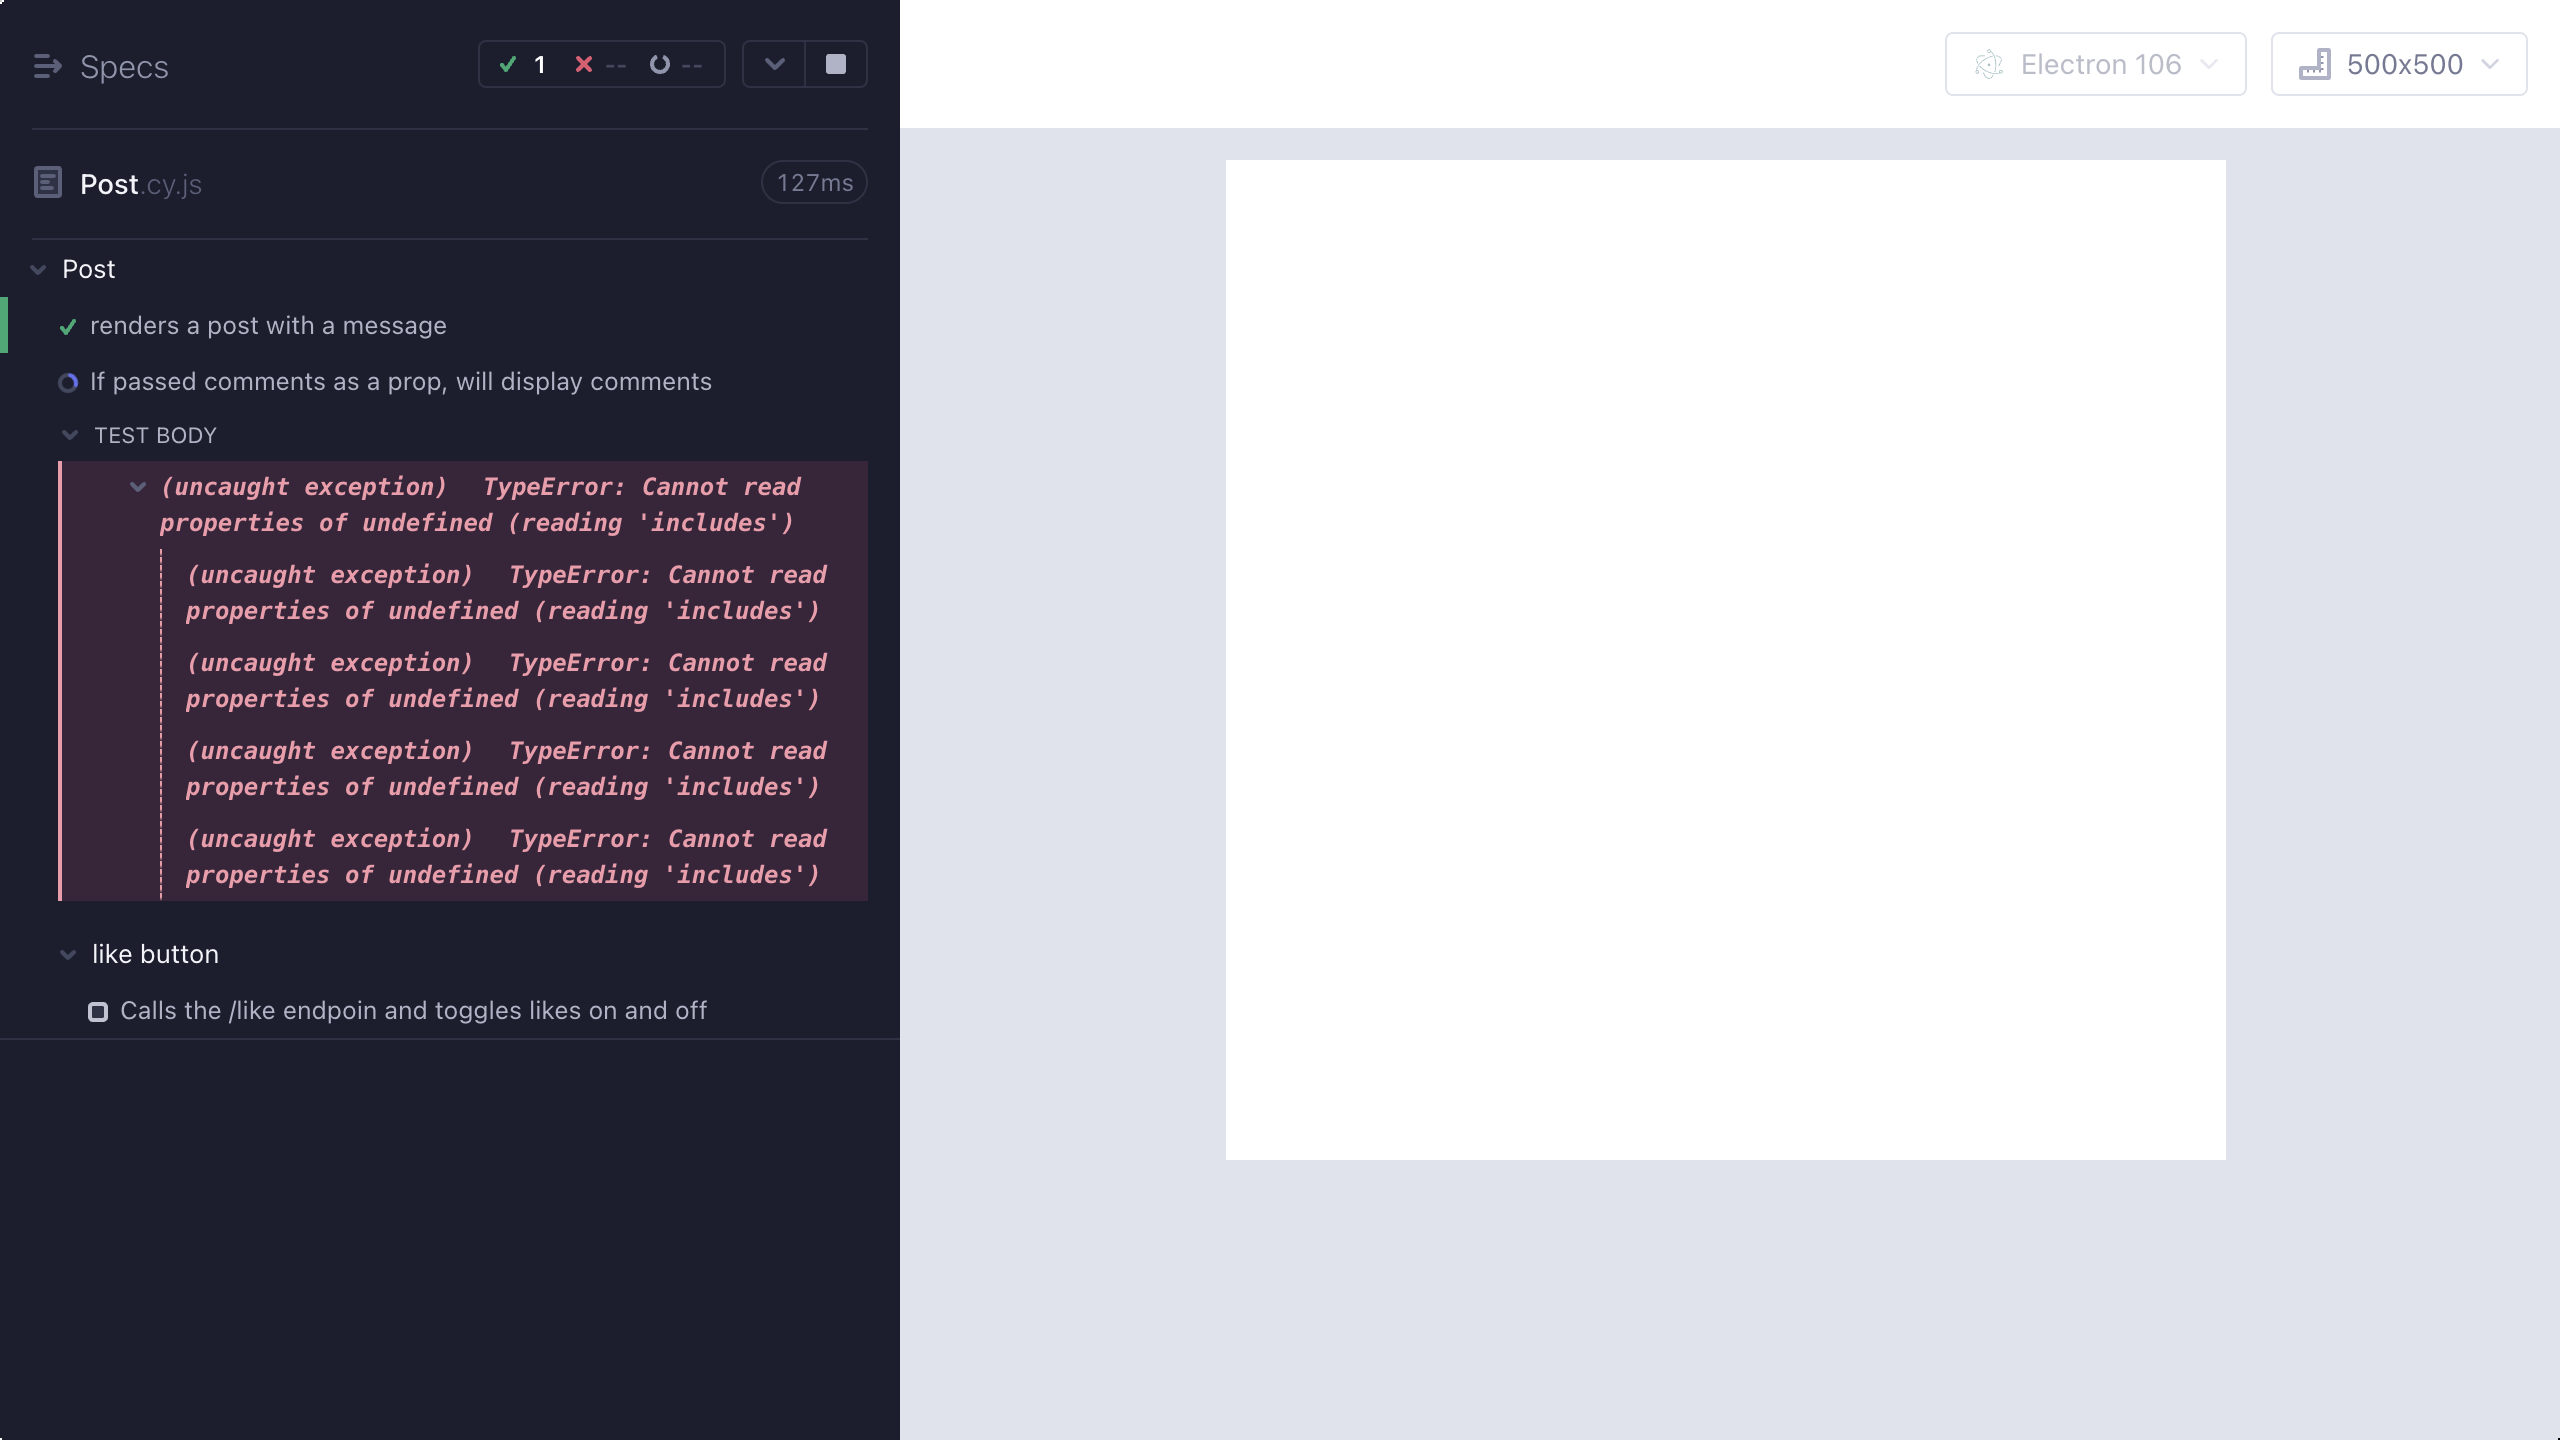 Specs
1 -- --
Electron 106
500x500
Post.cy.js
127ms
Post
renders a post with a message
If passed comments as a prop, will display comments
TEST BODY
(uncaught exception) TypeError: Cannot read
properties of undefined (reading 'includes')
(uncaught exception) TypeError: Cannot read
properties of undefined (reading 'includes')
(uncaught exception) TypeError: Cannot read
properties of undefined (reading 'includes')
(uncaught exception) TypeError: Cannot read
properties of undefined (reading 'includes')
(uncaught exception) TypeError: Cannot read
properties of undefined (reading 'includes')
like button
Calls the /like endpoin and toggles likes on and off